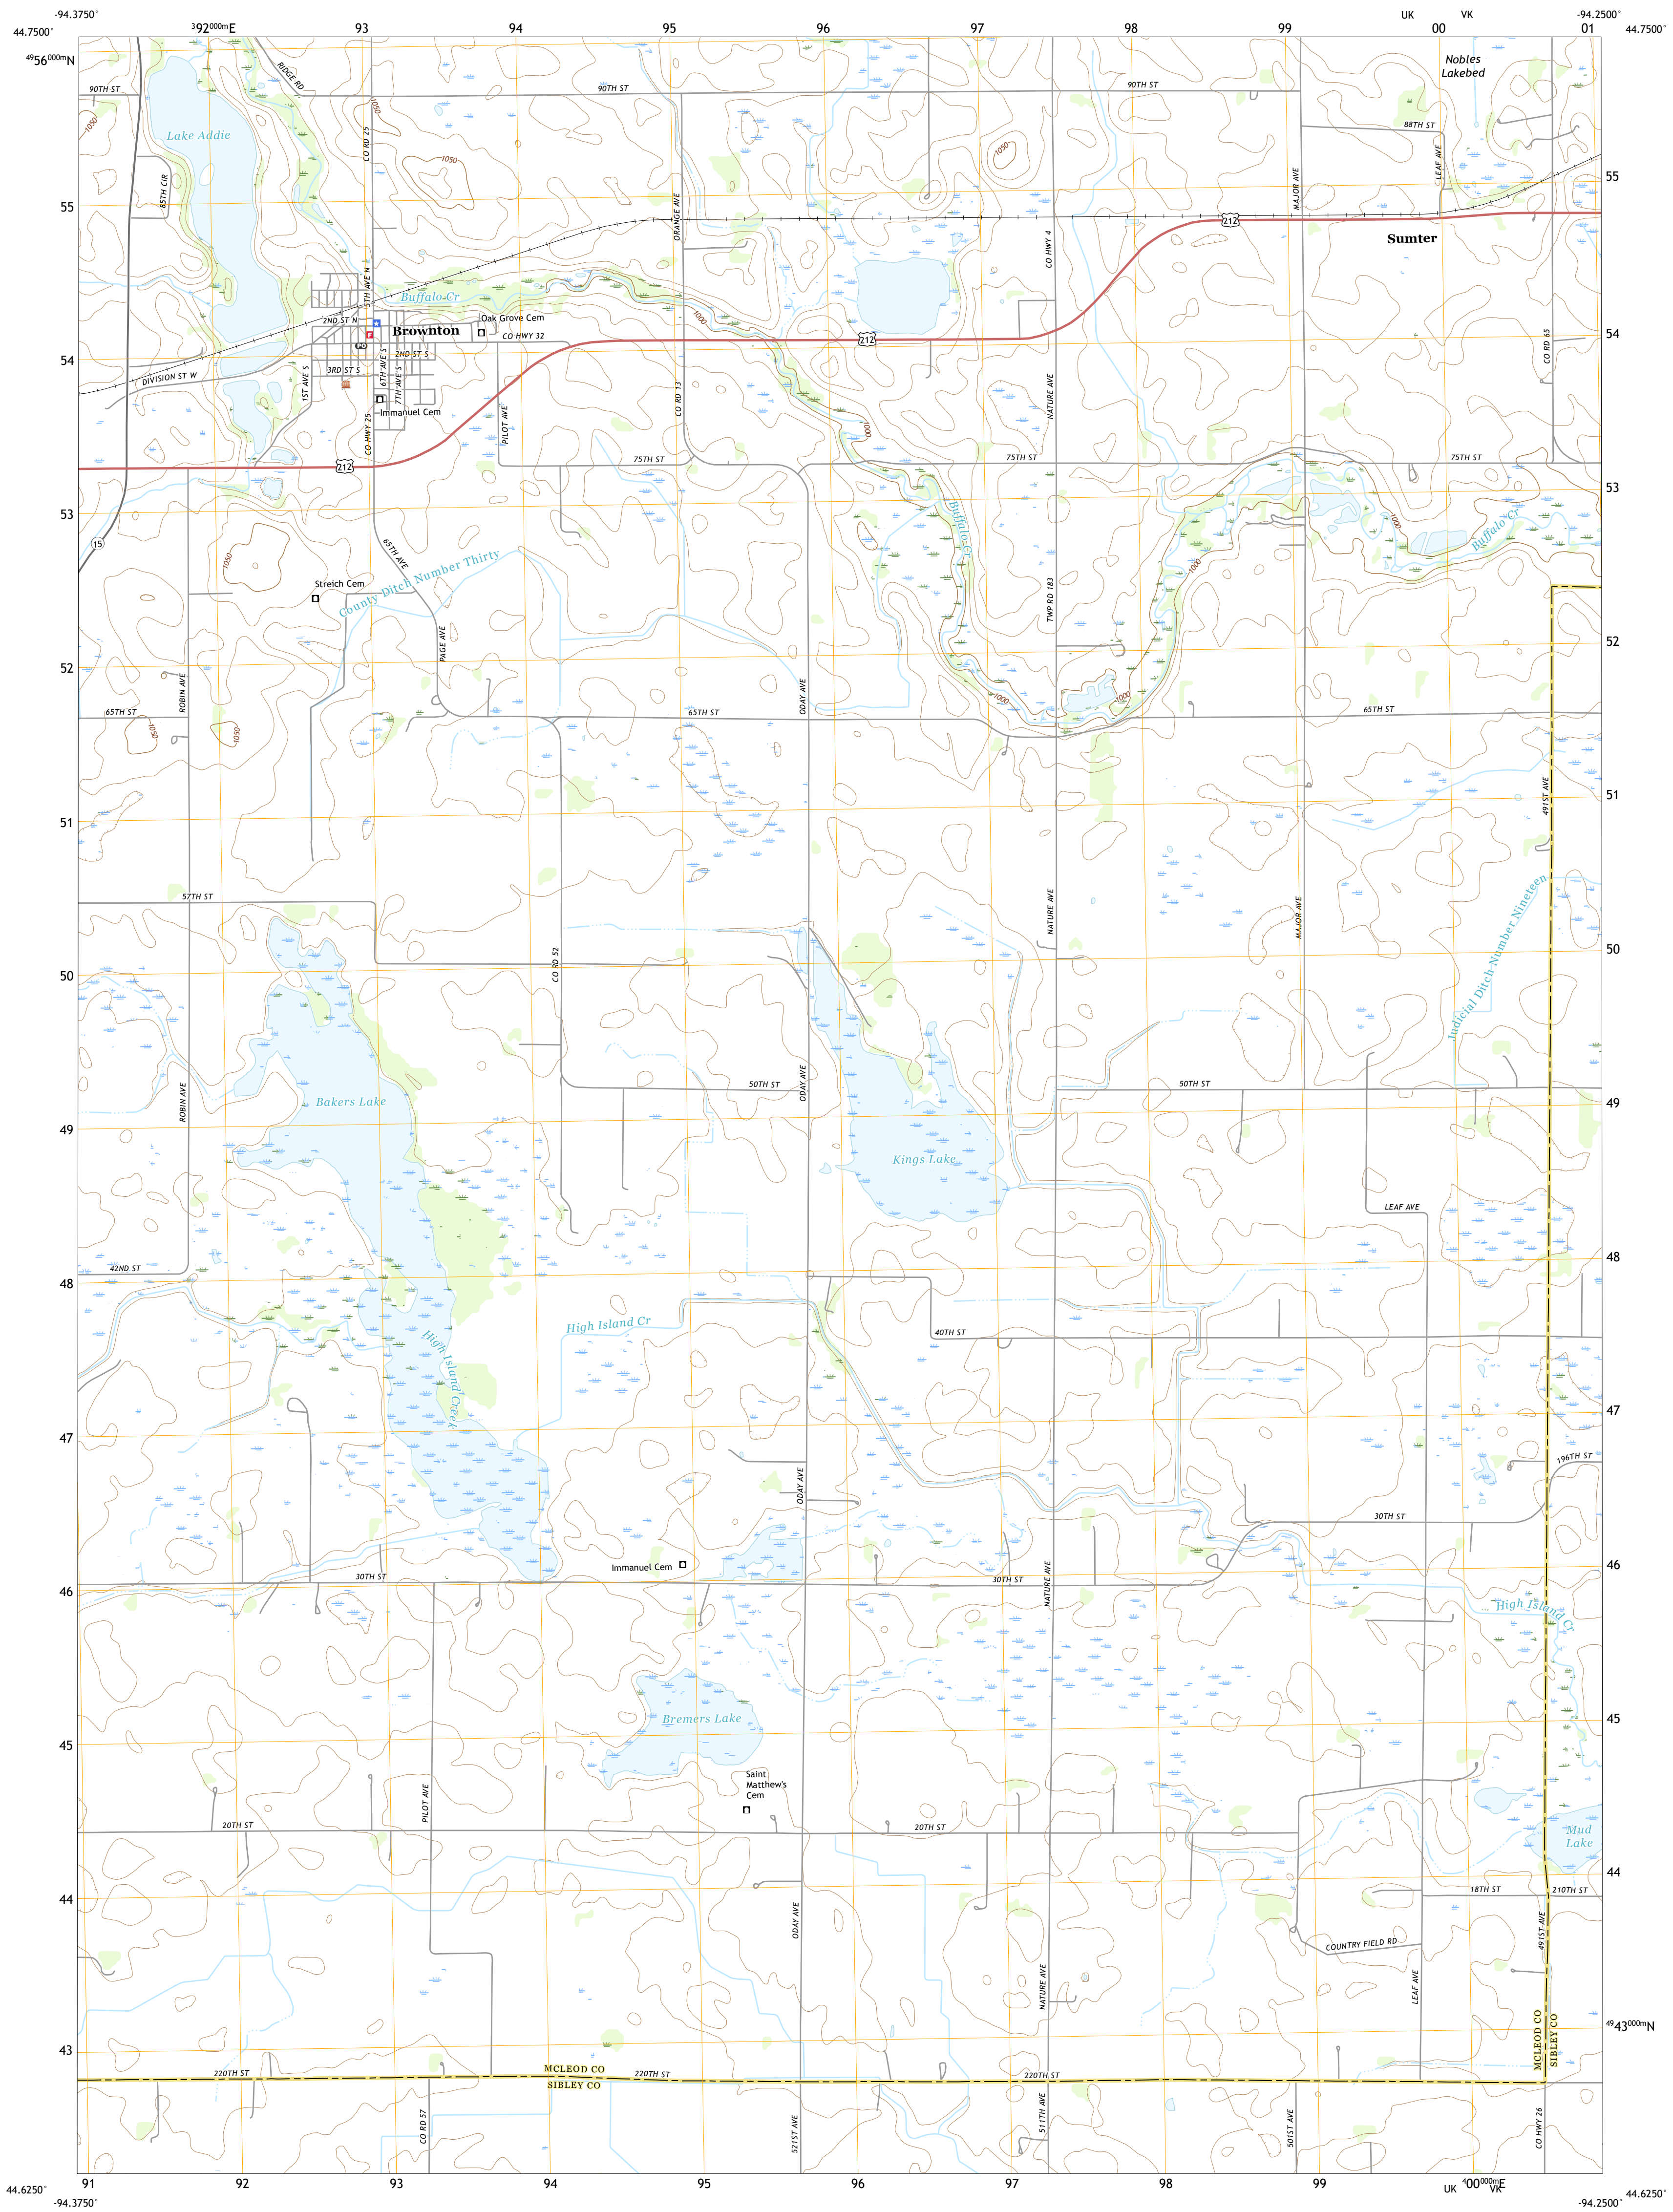 -94.3750°
³92⁰⁰⁰ᵐE
93
94
95
96
97
98
99
UK
00
VK
01
-94.2500°
44.7500°
44.7500°
⁴⁹56⁰⁰⁰ᵐN
Nobles
Lakebed
RIDGE RD
90TH ST
90TH ST
90TH ST
1050
1050
1050
1050
88TH ST
Lake Addie
CO RD 25
LEAF AVE
85TH CIR
MAJOR AVE
ORANGE AVE
55
55
212
Sumter
CO HWY 4
5TH AVE N
Buffalo Cr
Oak Grove Cem
2ND ST N
Brownton
CO HWY 32
1000
212
54
54
CO RD 65
2ND ST S
3RD ST S
DIVISION ST W
1ST AVE S
6TH AVE S
7TH AVE S
Immanuel Cem
CO RD 13
NATURE AVE
PILOT AVE
CO HWY 25
1000
212
75TH ST
75TH ST
75TH ST
53
53
Buffalo Cr
1000
Buffalo Cr
15
65TH AVE
1050
County Ditch Number Thirty
Streich Cem
1000
TWP RD 183
PAGE AVE
52
52
ROBIN AVE
ODAY AVE
1000
1000
65TH ST
65TH ST
65TH ST
1050
1050
491ST AVE
51
51
57TH ST
Judicial Ditch Number Nineteen
NATURE AVE
MAJOR AVE
CO RD 52
50
50
50TH ST
50TH ST
ODAY AVE
ROBIN AVE
Bakers Lake
49
49
Kings Lake
LEAF AVE
42ND ST
48
48
High Island Cr
40TH ST
High Island Creek
47
47
196TH ST
ODAY AVE
30TH ST
Immanuel Cem
46
46
30TH ST
30TH ST
NATURE AVE
High Island Cr
Bremers Lake
45
45
Saint
Matthew's
Cem
PILOT AVE
20TH ST
20TH ST
Mud
Lake
44
44
18TH ST
210TH ST
ODAY AVE
491ST AVE
COUNTRY FIELD RD
NATURE AVE
LEAF AVE
43
⁴⁹43⁰⁰⁰ᵐN
MCLEOD CO
SIBLEY CO
220TH ST
MCLEOD CO
SIBLEY CO
220TH ST
220TH ST
CO RD 57
521ST AVE
511TH AVE
501ST AVE
CO HWY 26
44.6250°
91
92
93
94
95
96
97
98
99
⁴00⁰⁰⁰ᵐE
UK
VK
44.6250°
-94.3750°
-94.2500°